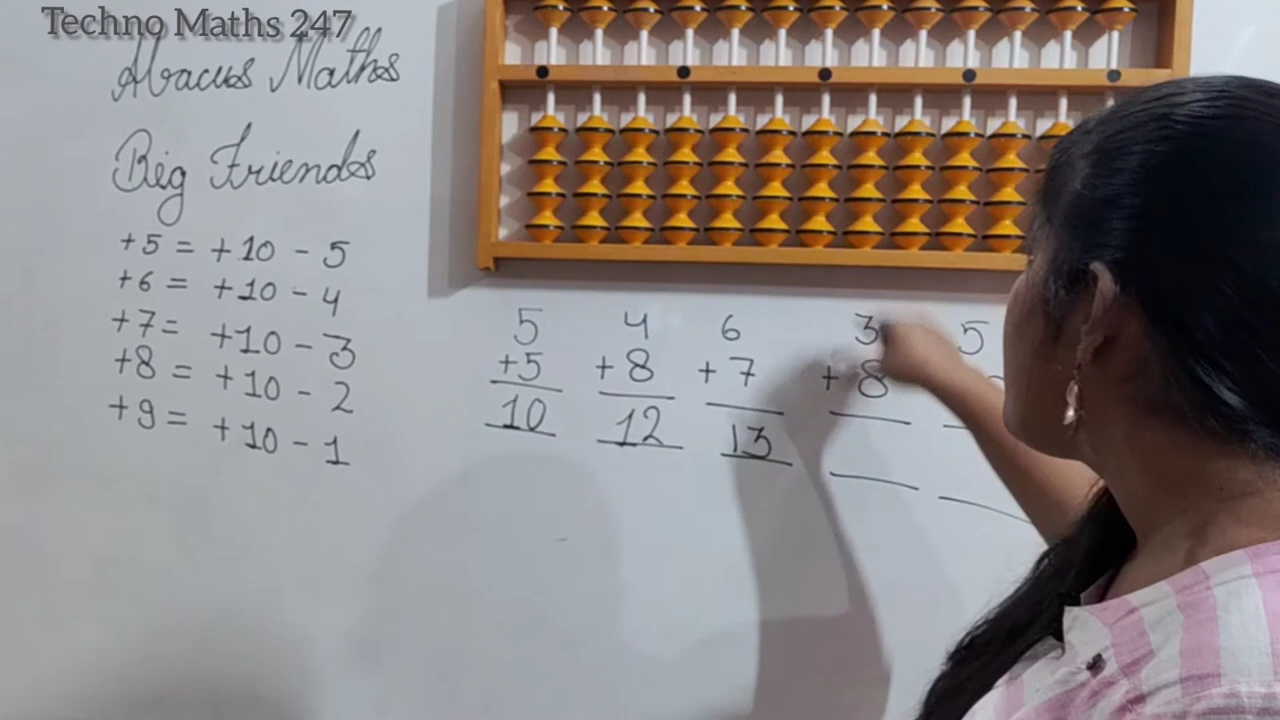 Techno Maths 247
Abacus Maths
Big Friends
+5 = +10 - 5
+6 = +10 - 4
+7 = +10 - 3
+8 = +10 - 2
+9 = +10 - 1
5 4 6 3 5
+5 +8 +7 +8
10 12 13